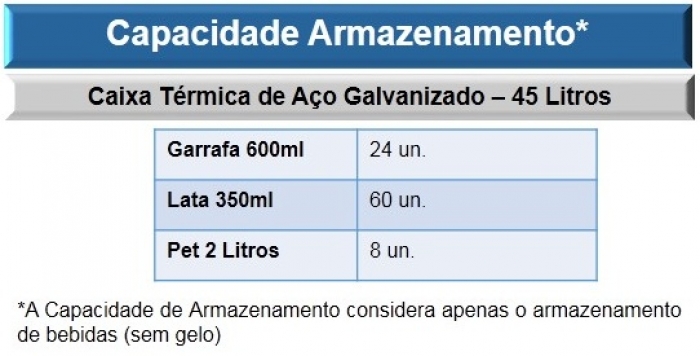 Capacidade Armazenamento*
Caixa Térmica de Aço Galvanizado – 45 Litros
Garrafa 600ml 24 un.
Lata 350ml 60 un.
Pet 2 Litros 8 un.
*A Capacidade de Armazenamento considera apenas o armazenamento
de bebidas (sem gelo)